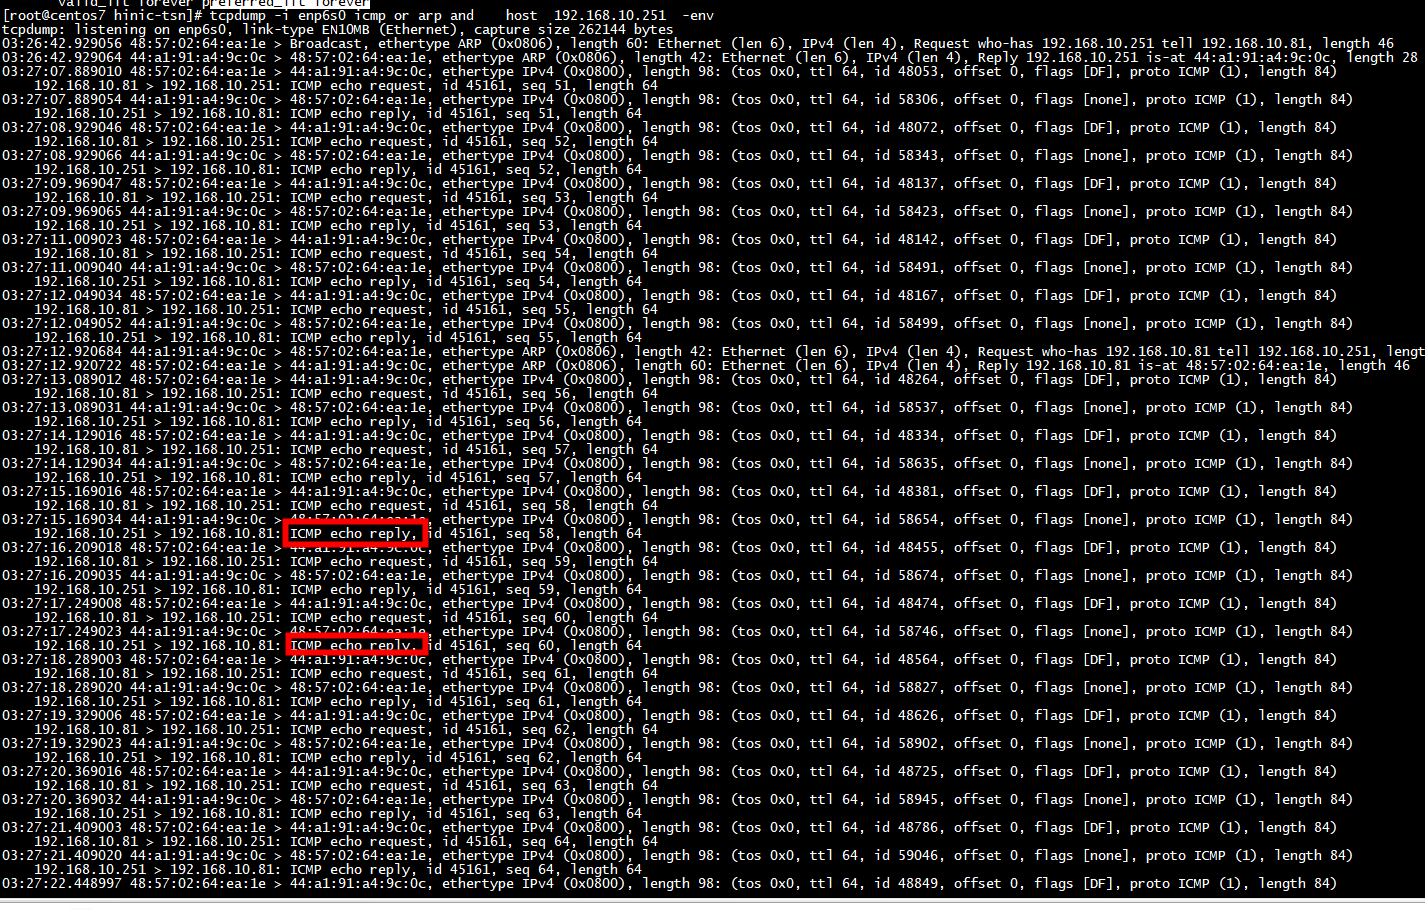 valid_lft forever preferred_lft forever
[root@centos7 hinic-tsn]# tcpdump -i enp6s0 icmp or arp and    host  192.168.10.251  -env
tcpdump: listening on enp6s0, link-type EN10MB (Ethernet), capture size 262144 bytes
03:26:42.929056 48:57:02:64:ea:1e > Broadcast, ethertype ARP (0x0806), length 60: Ethernet (len 6), IPv4 (len 4), Request who-has 192.168.10.251 tell 192.168.10.81, length 46
03:26:42.929064 44:a1:91:a4:9c:0c > 48:57:02:64:ea:1e, ethertype ARP (0x0806), length 42: Ethernet (len 6), IPv4 (len 4), Reply 192.168.10.251 is-at 44:a1:91:a4:9c:0c, length 28
03:27:07.889010 48:57:02:64:ea:1e > 44:a1:91:a4:9c:0c, ethertype IPv4 (0x0800), length 98: (tos 0x0, ttl 64, id 48053, offset 0, flags [DF], proto ICMP (1), length 84)
    192.168.10.81 > 192.168.10.251: ICMP echo request, id 45161, seq 51, length 64
03:27:07.889054 44:a1:91:a4:9c:0c > 48:57:02:64:ea:1e, ethertype IPv4 (0x0800), length 98: (tos 0x0, ttl 64, id 58306, offset 0, flags [none], proto ICMP (1), length 84)
    192.168.10.251 > 192.168.10.81: ICMP echo reply, id 45161, seq 51, length 64
03:27:08.929046 48:57:02:64:ea:1e > 44:a1:91:a4:9c:0c, ethertype IPv4 (0x0800), length 98: (tos 0x0, ttl 64, id 48072, offset 0, flags [DF], proto ICMP (1), length 84)
    192.168.10.81 > 192.168.10.251: ICMP echo request, id 45161, seq 52, length 64
03:27:08.929066 44:a1:91:a4:9c:0c > 48:57:02:64:ea:1e, ethertype IPv4 (0x0800), length 98: (tos 0x0, ttl 64, id 58343, offset 0, flags [none], proto ICMP (1), length 84)
    192.168.10.251 > 192.168.10.81: ICMP echo reply, id 45161, seq 52, length 64
03:27:09.969047 48:57:02:64:ea:1e > 44:a1:91:a4:9c:0c, ethertype IPv4 (0x0800), length 98: (tos 0x0, ttl 64, id 48137, offset 0, flags [DF], proto ICMP (1), length 84)
    192.168.10.81 > 192.168.10.251: ICMP echo request, id 45161, seq 53, length 64
03:27:09.969065 44:a1:91:a4:9c:0c > 48:57:02:64:ea:1e, ethertype IPv4 (0x0800), length 98: (tos 0x0, ttl 64, id 58423, offset 0, flags [none], proto ICMP (1), length 84)
    192.168.10.251 > 192.168.10.81: ICMP echo reply, id 45161, seq 53, length 64
03:27:11.009023 48:57:02:64:ea:1e > 44:a1:91:a4:9c:0c, ethertype IPv4 (0x0800), length 98: (tos 0x0, ttl 64, id 48142, offset 0, flags [DF], proto ICMP (1), length 84)
    192.168.10.81 > 192.168.10.251: ICMP echo request, id 45161, seq 54, length 64
03:27:11.009040 44:a1:91:a4:9c:0c > 48:57:02:64:ea:1e, ethertype IPv4 (0x0800), length 98: (tos 0x0, ttl 64, id 58491, offset 0, flags [none], proto ICMP (1), length 84)
    192.168.10.251 > 192.168.10.81: ICMP echo reply, id 45161, seq 54, length 64
03:27:12.049034 48:57:02:64:ea:1e > 44:a1:91:a4:9c:0c, ethertype IPv4 (0x0800), length 98: (tos 0x0, ttl 64, id 48167, offset 0, flags [DF], proto ICMP (1), length 84)
    192.168.10.81 > 192.168.10.251: ICMP echo request, id 45161, seq 55, length 64
03:27:12.049052 44:a1:91:a4:9c:0c > 48:57:02:64:ea:1e, ethertype IPv4 (0x0800), length 98: (tos 0x0, ttl 64, id 58499, offset 0, flags [none], proto ICMP (1), length 84)
    192.168.10.251 > 192.168.10.81: ICMP echo reply, id 45161, seq 55, length 64
03:27:12.920684 44:a1:91:a4:9c:0c > 48:57:02:64:ea:1e, ethertype ARP (0x0806), length 42: Ethernet (len 6), IPv4 (len 4), Request who-has 192.168.10.81 tell 192.168.10.251, lengt
03:27:12.920722 48:57:02:64:ea:1e > 44:a1:91:a4:9c:0c, ethertype ARP (0x0806), length 60: Ethernet (len 6), IPv4 (len 4), Reply 192.168.10.81 is-at 48:57:02:64:ea:1e, length 46
03:27:13.089012 48:57:02:64:ea:1e > 44:a1:91:a4:9c:0c, ethertype IPv4 (0x0800), length 98: (tos 0x0, ttl 64, id 48264, offset 0, flags [DF], proto ICMP (1), length 84)
    192.168.10.81 > 192.168.10.251: ICMP echo request, id 45161, seq 56, length 64
03:27:13.089031 44:a1:91:a4:9c:0c > 48:57:02:64:ea:1e, ethertype IPv4 (0x0800), length 98: (tos 0x0, ttl 64, id 58537, offset 0, flags [none], proto ICMP (1), length 84)
    192.168.10.251 > 192.168.10.81: ICMP echo reply, id 45161, seq 56, length 64
03:27:14.129016 48:57:02:64:ea:1e > 44:a1:91:a4:9c:0c, ethertype IPv4 (0x0800), length 98: (tos 0x0, ttl 64, id 48334, offset 0, flags [DF], proto ICMP (1), length 84)
    192.168.10.81 > 192.168.10.251: ICMP echo request, id 45161, seq 57, length 64
03:27:14.129034 44:a1:91:a4:9c:0c > 48:57:02:64:ea:1e, ethertype IPv4 (0x0800), length 98: (tos 0x0, ttl 64, id 58635, offset 0, flags [none], proto ICMP (1), length 84)
    192.168.10.251 > 192.168.10.81: ICMP echo reply, id 45161, seq 57, length 64
03:27:15.169016 48:57:02:64:ea:1e > 44:a1:91:a4:9c:0c, ethertype IPv4 (0x0800), length 98: (tos 0x0, ttl 64, id 48381, offset 0, flags [DF], proto ICMP (1), length 84)
    192.168.10.81 > 192.168.10.251: ICMP echo request, id 45161, seq 58, length 64
03:27:15.169034 44:a1:91:a4:9c:0c > 48:57:02:64:ea:1e, ethertype IPv4 (0x0800), length 98: (tos 0x0, ttl 64, id 58654, offset 0, flags [none], proto ICMP (1), length 84)
    192.168.10.251 > 192.168.10.81: ICMP echo reply, id 45161, seq 58, length 64
03:27:16.209018 48:57:02:64:ea:1e > 44:a1:91:a4:9c:0c, ethertype IPv4 (0x0800), length 98: (tos 0x0, ttl 64, id 48455, offset 0, flags [DF], proto ICMP (1), length 84)
    192.168.10.81 > 192.168.10.251: ICMP echo request, id 45161, seq 59, length 64
03:27:16.209035 44:a1:91:a4:9c:0c > 48:57:02:64:ea:1e, ethertype IPv4 (0x0800), length 98: (tos 0x0, ttl 64, id 58674, offset 0, flags [none], proto ICMP (1), length 84)
    192.168.10.251 > 192.168.10.81: ICMP echo reply, id 45161, seq 59, length 64
03:27:17.249008 48:57:02:64:ea:1e > 44:a1:91:a4:9c:0c, ethertype IPv4 (0x0800), length 98: (tos 0x0, ttl 64, id 48474, offset 0, flags [DF], proto ICMP (1), length 84)
    192.168.10.81 > 192.168.10.251: ICMP echo request, id 45161, seq 60, length 64
03:27:17.249023 44:a1:91:a4:9c:0c > 48:57:02:64:ea:1e, ethertype IPv4 (0x0800), length 98: (tos 0x0, ttl 64, id 58746, offset 0, flags [none], proto ICMP (1), length 84)
    192.168.10.251 > 192.168.10.81: ICMP echo reply, id 45161, seq 60, length 64
03:27:18.289003 48:57:02:64:ea:1e > 44:a1:91:a4:9c:0c, ethertype IPv4 (0x0800), length 98: (tos 0x0, ttl 64, id 48564, offset 0, flags [DF], proto ICMP (1), length 84)
    192.168.10.81 > 192.168.10.251: ICMP echo request, id 45161, seq 61, length 64
03:27:18.289020 44:a1:91:a4:9c:0c > 48:57:02:64:ea:1e, ethertype IPv4 (0x0800), length 98: (tos 0x0, ttl 64, id 58827, offset 0, flags [none], proto ICMP (1), length 84)
    192.168.10.251 > 192.168.10.81: ICMP echo reply, id 45161, seq 61, length 64
03:27:19.329006 48:57:02:64:ea:1e > 44:a1:91:a4:9c:0c, ethertype IPv4 (0x0800), length 98: (tos 0x0, ttl 64, id 48626, offset 0, flags [DF], proto ICMP (1), length 84)
    192.168.10.81 > 192.168.10.251: ICMP echo request, id 45161, seq 62, length 64
03:27:19.329023 44:a1:91:a4:9c:0c > 48:57:02:64:ea:1e, ethertype IPv4 (0x0800), length 98: (tos 0x0, ttl 64, id 58902, offset 0, flags [none], proto ICMP (1), length 84)
    192.168.10.251 > 192.168.10.81: ICMP echo reply, id 45161, seq 62, length 64
03:27:20.369016 48:57:02:64:ea:1e > 44:a1:91:a4:9c:0c, ethertype IPv4 (0x0800), length 98: (tos 0x0, ttl 64, id 48725, offset 0, flags [DF], proto ICMP (1), length 84)
    192.168.10.81 > 192.168.10.251: ICMP echo request, id 45161, seq 63, length 64
03:27:20.369032 44:a1:91:a4:9c:0c > 48:57:02:64:ea:1e, ethertype IPv4 (0x0800), length 98: (tos 0x0, ttl 64, id 58945, offset 0, flags [none], proto ICMP (1), length 84)
    192.168.10.251 > 192.168.10.81: ICMP echo reply, id 45161, seq 63, length 64
03:27:21.409003 48:57:02:64:ea:1e > 44:a1:91:a4:9c:0c, ethertype IPv4 (0x0800), length 98: (tos 0x0, ttl 64, id 48786, offset 0, flags [DF], proto ICMP (1), length 84)
    192.168.10.81 > 192.168.10.251: ICMP echo request, id 45161, seq 64, length 64
03:27:21.409020 44:a1:91:a4:9c:0c > 48:57:02:64:ea:1e, ethertype IPv4 (0x0800), length 98: (tos 0x0, ttl 64, id 59046, offset 0, flags [none], proto ICMP (1), length 84)
    192.168.10.251 > 192.168.10.81: ICMP echo reply, id 45161, seq 64, length 64
03:27:22.448997 48:57:02:64:ea:1e > 44:a1:91:a4:9c:0c, ethertype IPv4 (0x0800), length 98: (tos 0x0, ttl 64, id 48849, offset 0, flags [DF], proto ICMP (1), length 84)